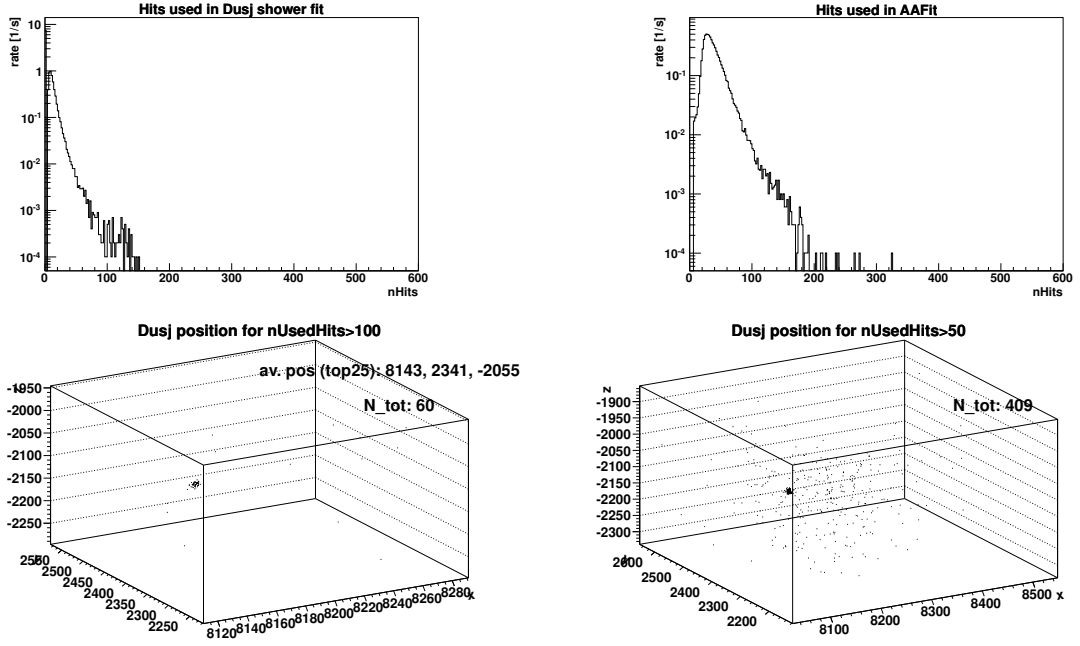 Hits used in Dusj shower fit
rate [1/s]
10
1
10-1
10-2
10-3
10-4
0 100 200 300 400 500 600
nHits
Hits used in AAFit
rate [1/s]
10-1
10-2
10-3
10-4
0 100 200 300 400 500 600
nHits
Dusj position for nUsedHits>100
av. pos (top25): 8143, 2341, -2055
N_tot: 60
-1950
-2000
-2050
-2100
-2150
-2200
-2250
2500
2450
2400
2350
2300
2250
8120 8140 8160 8180 8200 8220 8240 8260 8280 x
Dusj position for nUsedHits>50
N_tot: 409
z
-1900
-1950
-2000
-2050
-2100
-2150
-2200
-2250
-2300
2600
2500
2400
2300
2200
8100 8200 8300 8400 8500 x